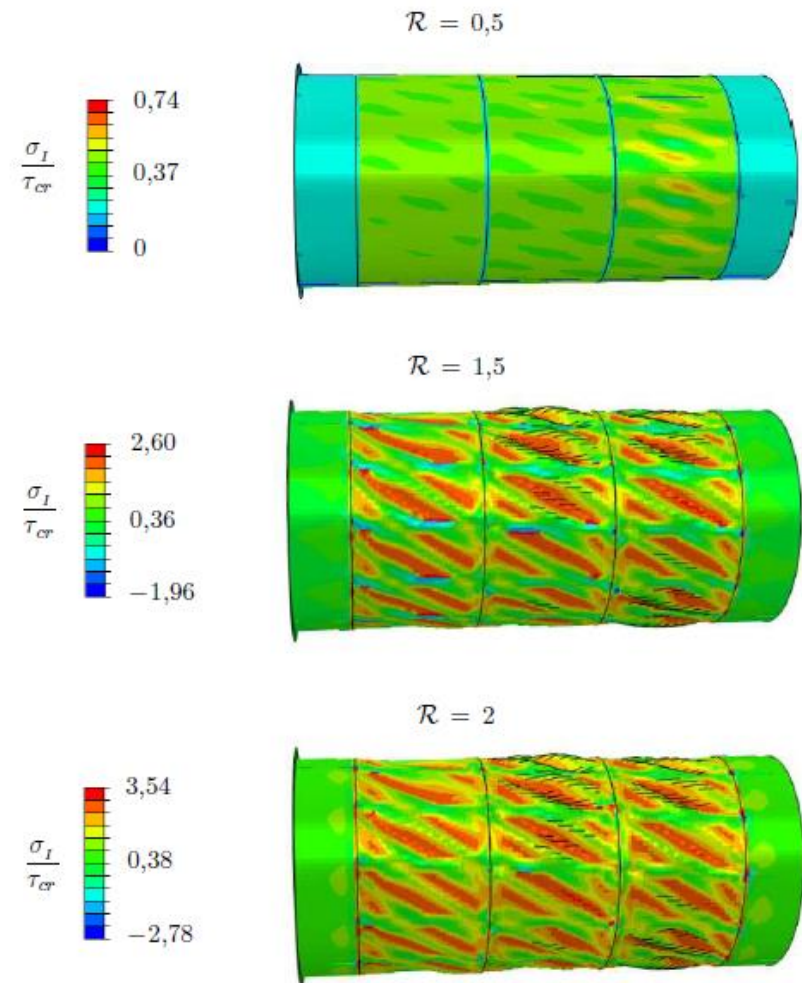 R = 0,5
σ_I / τ_cr
0,74
0,37
0
R = 1,5
σ_I / τ_cr
2,60
0,36
−1,96
R = 2
σ_I / τ_cr
3,54
0,38
−2,78